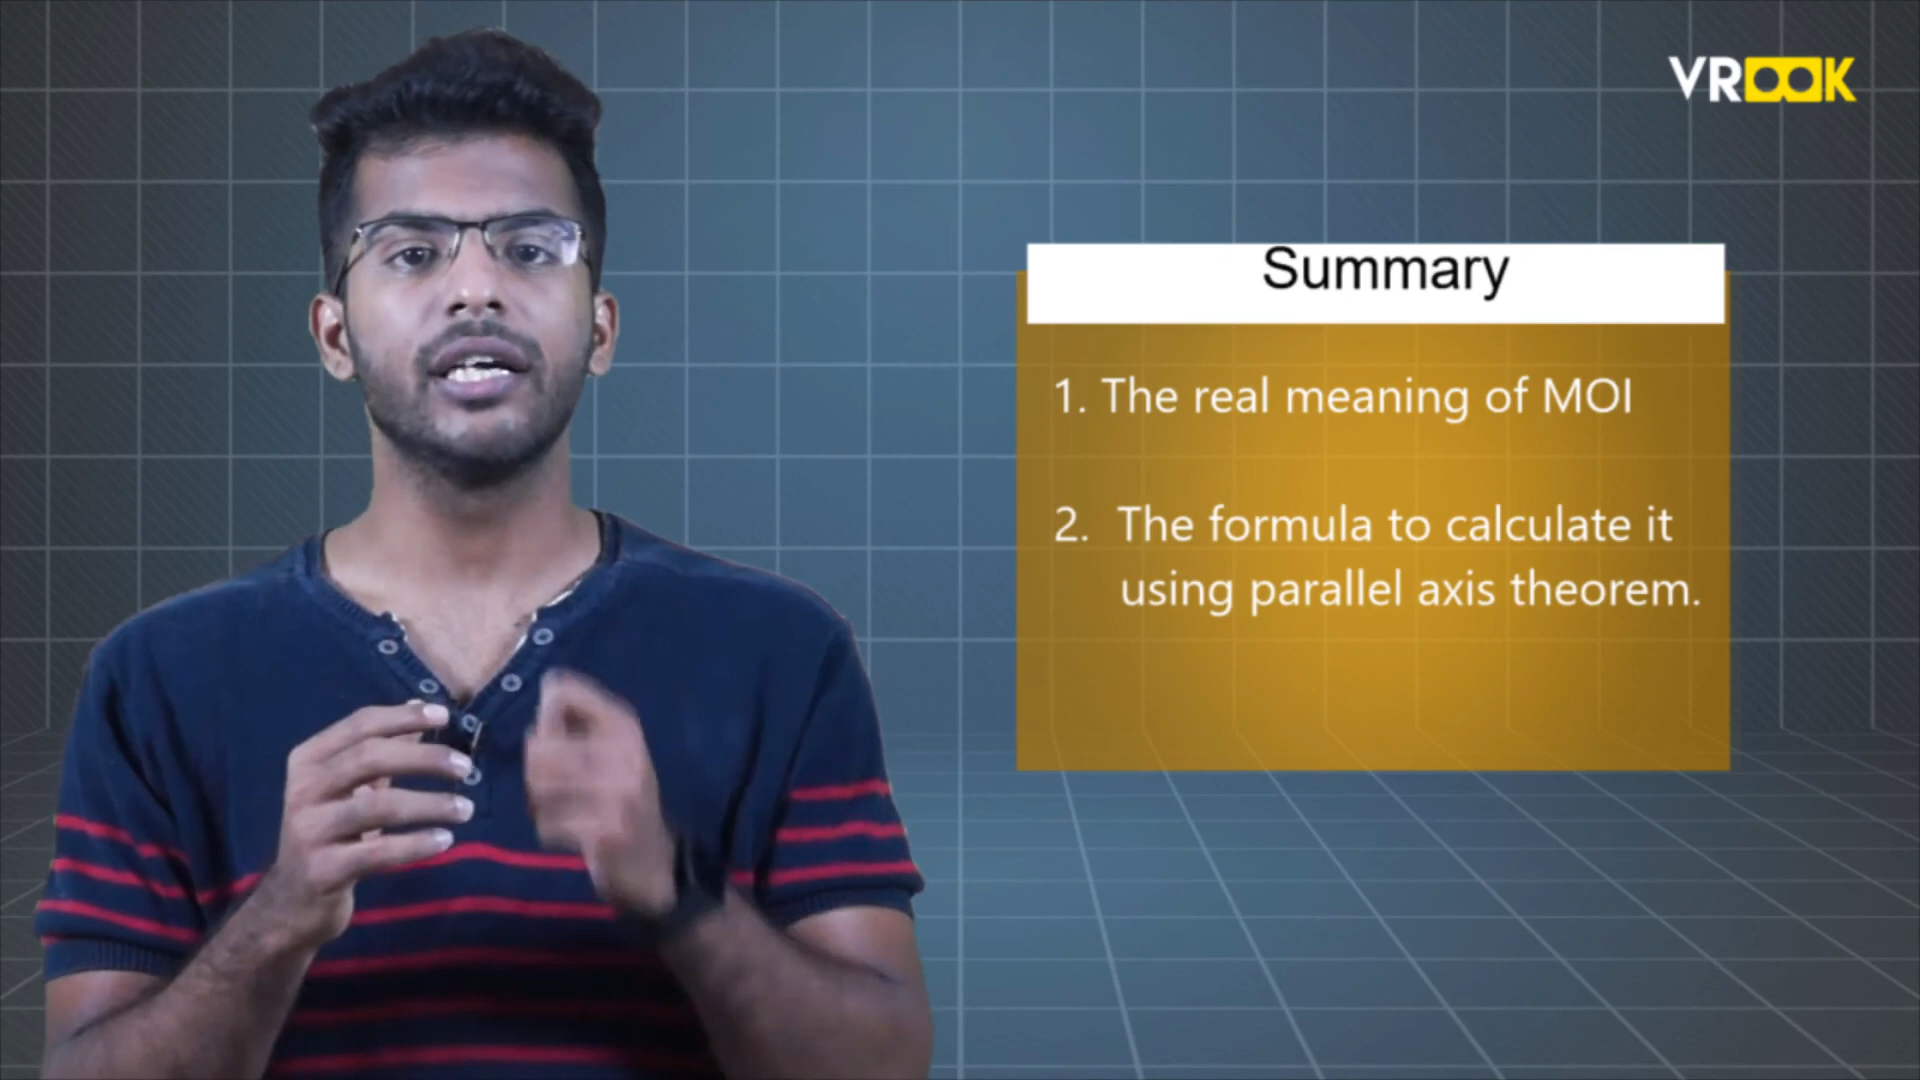 VROOK
Summary
1. The real meaning of MOI
2. The formula to calculate it
using parallel axis theorem.